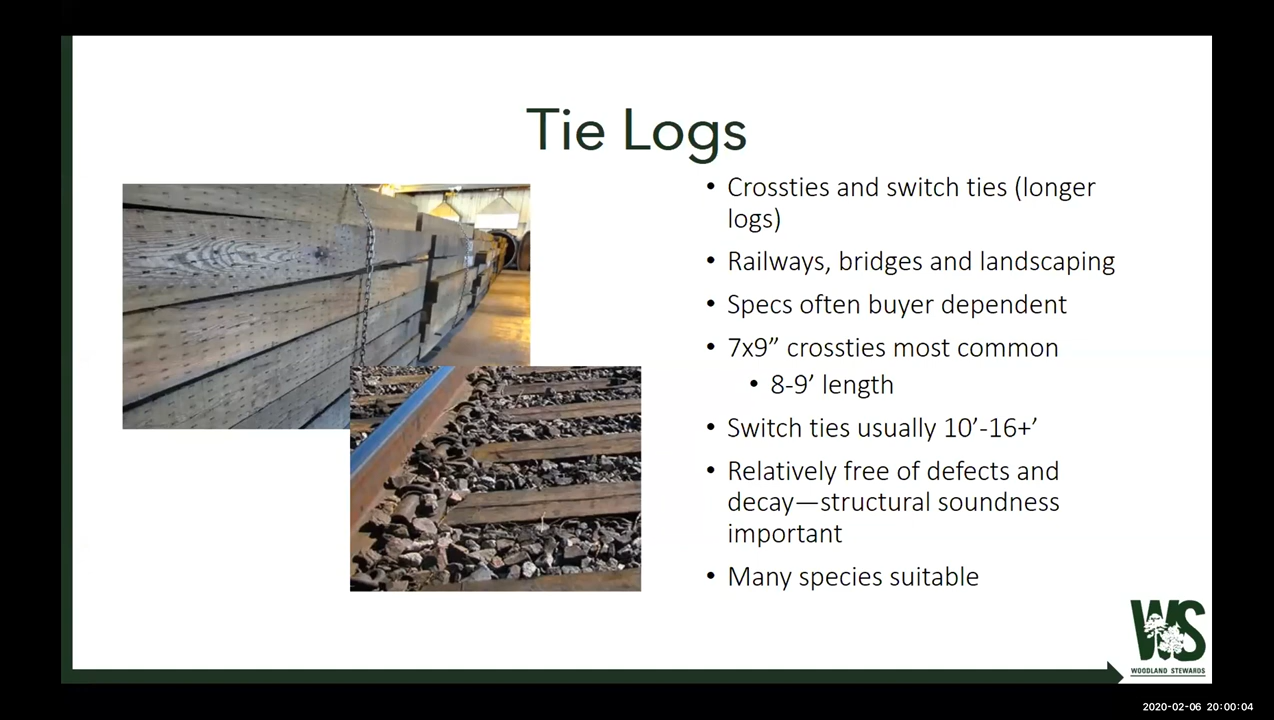 Tie Logs
• Crossties and switch ties (longer
logs)
• Railways, bridges and landscaping
• Specs often buyer dependent
• 7x9” crossties most common
• 8-9’ length
• Switch ties usually 10’-16+’
• Relatively free of defects and
decay—structural soundness
important
• Many species suitable
WS
WOODLAND STEWARDS
2020-02-06 20:00:04